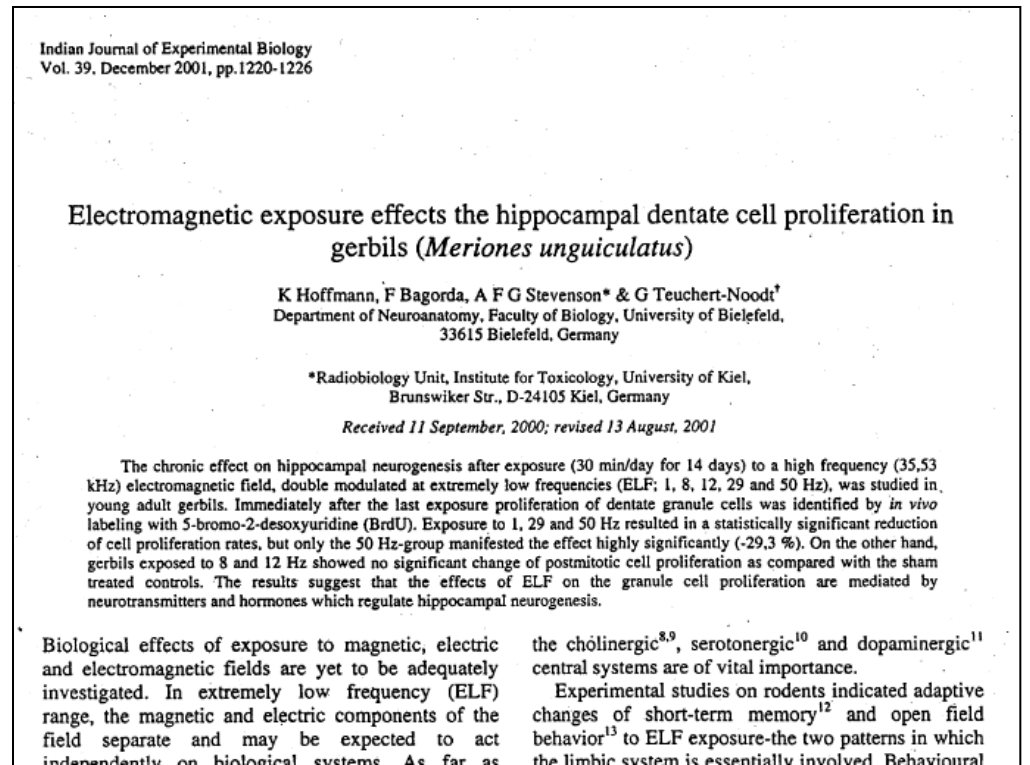 Indian Journal of Experimental Biology
Vol. 39, December 2001, pp.1220-1226
Electromagnetic exposure effects the hippocampal dentate cell proliferation in
gerbils (Meriones unguiculatus)
K Hoffmann, F Bagorda, A F G Stevenson* & G Teuchert-Noodt†
Department of Neuroanatomy, Faculty of Biology, University of Bielefeld,
33615 Bielefeld, Germany
*Radiobiology Unit, Institute for Toxicology, University of Kiel,
Brunswiker Str., D-24105 Kiel, Germany
Received 11 September, 2000; revised 13 August, 2001
The chronic effect on hippocampal neurogenesis after exposure (30 min/day for 14 days) to a high frequency (35,53
kHz) electromagnetic field, double modulated at extremely low frequencies (ELF; 1, 8, 12, 29 and 50 Hz), was studied in
young adult gerbils. Immediately after the last exposure proliferation of dentate granule cells was identified by in vivo
labeling with 5-bromo-2-desoxyuridine (BrdU). Exposure to 1, 29 and 50 Hz resulted in a statistically significant reduction
of cell proliferation rates, but only the 50 Hz-group manifested the effect highly significantly (-29,3 %). On the other hand,
gerbils exposed to 8 and 12 Hz showed no significant change of postmitotic cell proliferation as compared with the sham
treated controls. The results suggest that the effects of ELF on the granule cell proliferation are mediated by
neurotransmitters and hormones which regulate hippocampal neurogenesis.
Biological effects of exposure to magnetic, electric
and electromagnetic fields are yet to be adequately
investigated. In extremely low frequency (ELF)
range, the magnetic and electric components of the
field separate and may be expected to act
independently on biological systems. As far as
the cholinergic8,9, serotonergic10 and dopaminergic11
central systems are of vital importance.
Experimental studies on rodents indicated adaptive
changes of short-term memory12 and open field
behavior13 to ELF exposure-the two patterns in which
the limbic system is essentially involved. Behavioural